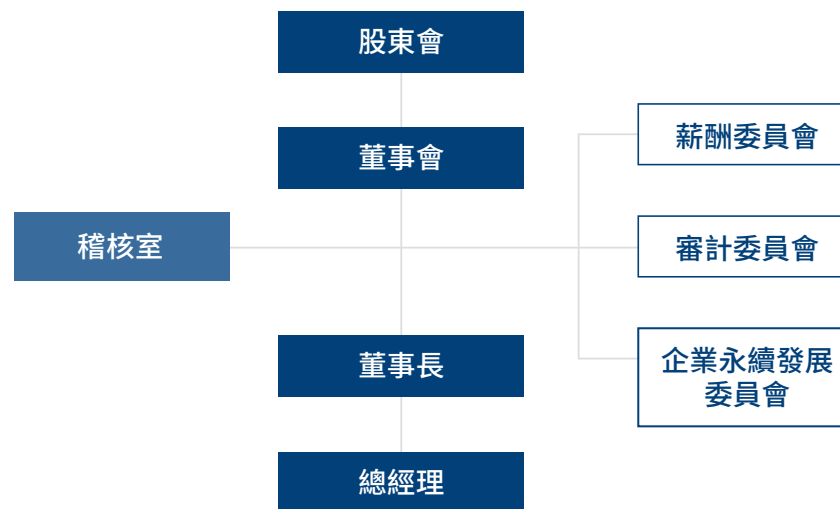 股東會
董事會
薪酬委員會
稽核室
審計委員會
董事長
企業永續發展
委員會
總經理